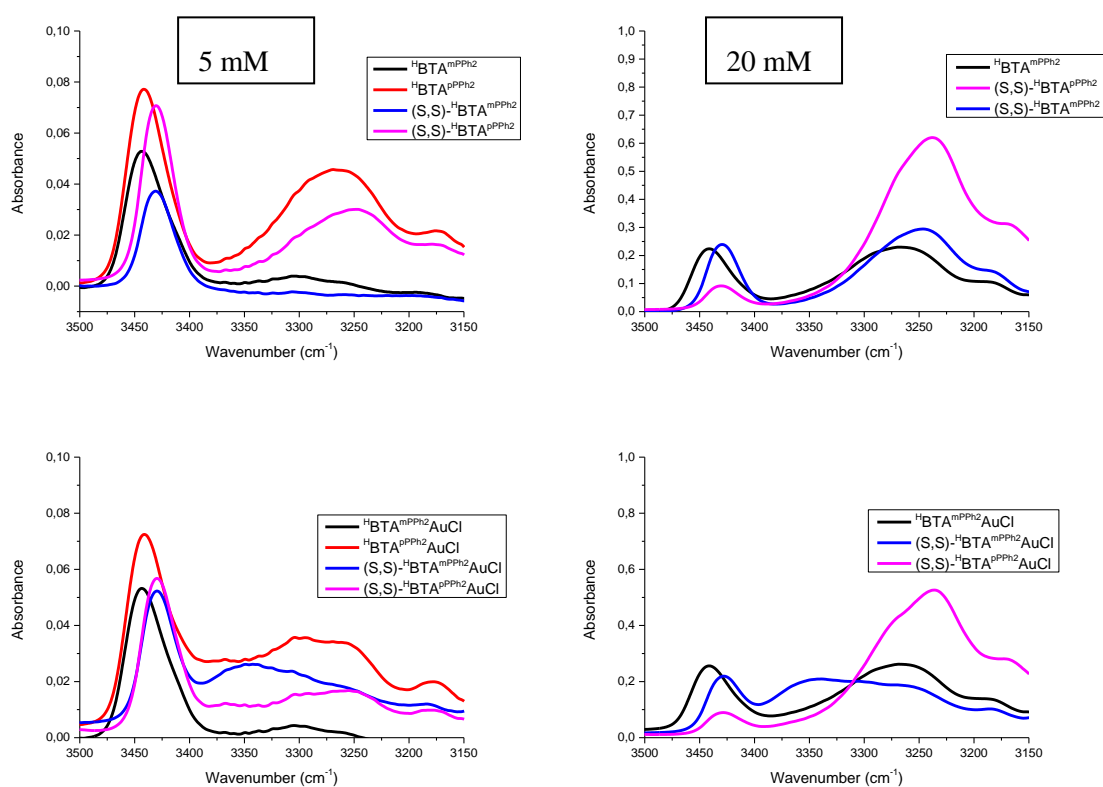 5 mM
0,10
0,08
0,06
0,04
0,02
0,00
Absorbance
ᴴBTAᵐᴾᴾʰ²
ᴴBTAᵖᴾᴾʰ²
(S,S)-ᴴBTAᵐᴾᴾʰ²
(S,S)-ᴴBTAᵖᴾᴾʰ²
3500 3450 3400 3350 3300 3250 3200 3150
Wavenumber (cm⁻¹)
20 mM
1,0
0,9
0,8
0,7
0,6
0,5
0,4
0,3
0,2
0,1
0,0
Absorbance
ᴴBTAᵐᴾᴾʰ²
(S,S)-ᴴBTAᵖᴾᴾʰ²
(S,S)-ᴴBTAᵐᴾᴾʰ²
3500 3450 3400 3350 3300 3250 3200 3150
Wavenumber (cm⁻¹)
0,10
0,08
0,06
0,04
0,02
0,00
Absorbance
ᴴBTAᵐᴾᴾʰ²AuCl
ᴴBTAᵖᴾᴾʰ²AuCl
(S,S)-ᴴBTAᵐᴾᴾʰ²AuCl
(S,S)-ᴴBTAᵖᴾᴾʰ²AuCl
3500 3450 3400 3350 3300 3250 3200 3150
Wavenumber (cm⁻¹)
1,0
0,8
0,6
0,4
0,2
0,0
Absorbance
ᴴBTAᵐᴾᴾʰ²AuCl
(S,S)-ᴴBTAᵐᴾᴾʰ²AuCl
(S,S)-ᴴBTAᵖᴾᴾʰ²AuCl
3500 3450 3400 3350 3300 3250 3200 3150
Wavenumber (cm⁻¹)